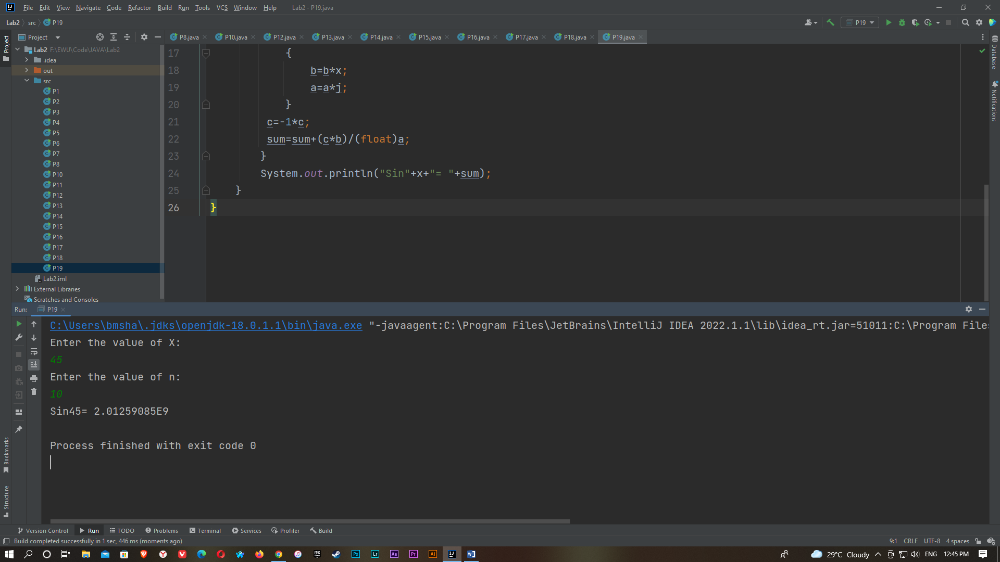 File Edit View Navigate Code Refactor Build Run Tools VCS Window Help Lab2 - P19.java
Lab2 src P19 P19
Project P8.java P10.java P12.java P13.java P14.java P15.java P16.java P17.java P18.java P19.java
Project
Lab2 F:\EWU\Code\JAVA\Lab2
.idea
out
src
P1
P2
P3
P4
P5
P6
P7
P8
P10
P11
P12
P13
P14
P15
P16
P17
P18
P19
Lab2.iml
External Libraries
Scratches and Consoles
17 {
18 b=b*x;
19 a=a*j;
20 }
21 c=-1*c;
22 sum=sum+(c*b)/(float)a;
23 }
24 System.out.println("Sin"+x+"= "+sum);
25 }
26 }
Database
Notifications
Run: P19
C:\Users\bmsha\.jdks\openjdk-18.0.1.1\bin\java.exe "-javaagent:C:\Program Files\JetBrains\IntelliJ IDEA 2022.1.1\lib\idea_rt.jar=51011:C:\Program Files
Enter the value of X:
45
Enter the value of n:
10
Sin45= 2.01259085E9
Process finished with exit code 0
Bookmarks
Structure
Version Control Run TODO Problems Terminal Services Profiler Build
Build completed successfully in 1 sec, 446 ms (moments ago) 9:1 CRLF UTF-8 4 spaces
Ps Lr Ae Pr Ai IJ 29°C Cloudy ENG 12:45 PM